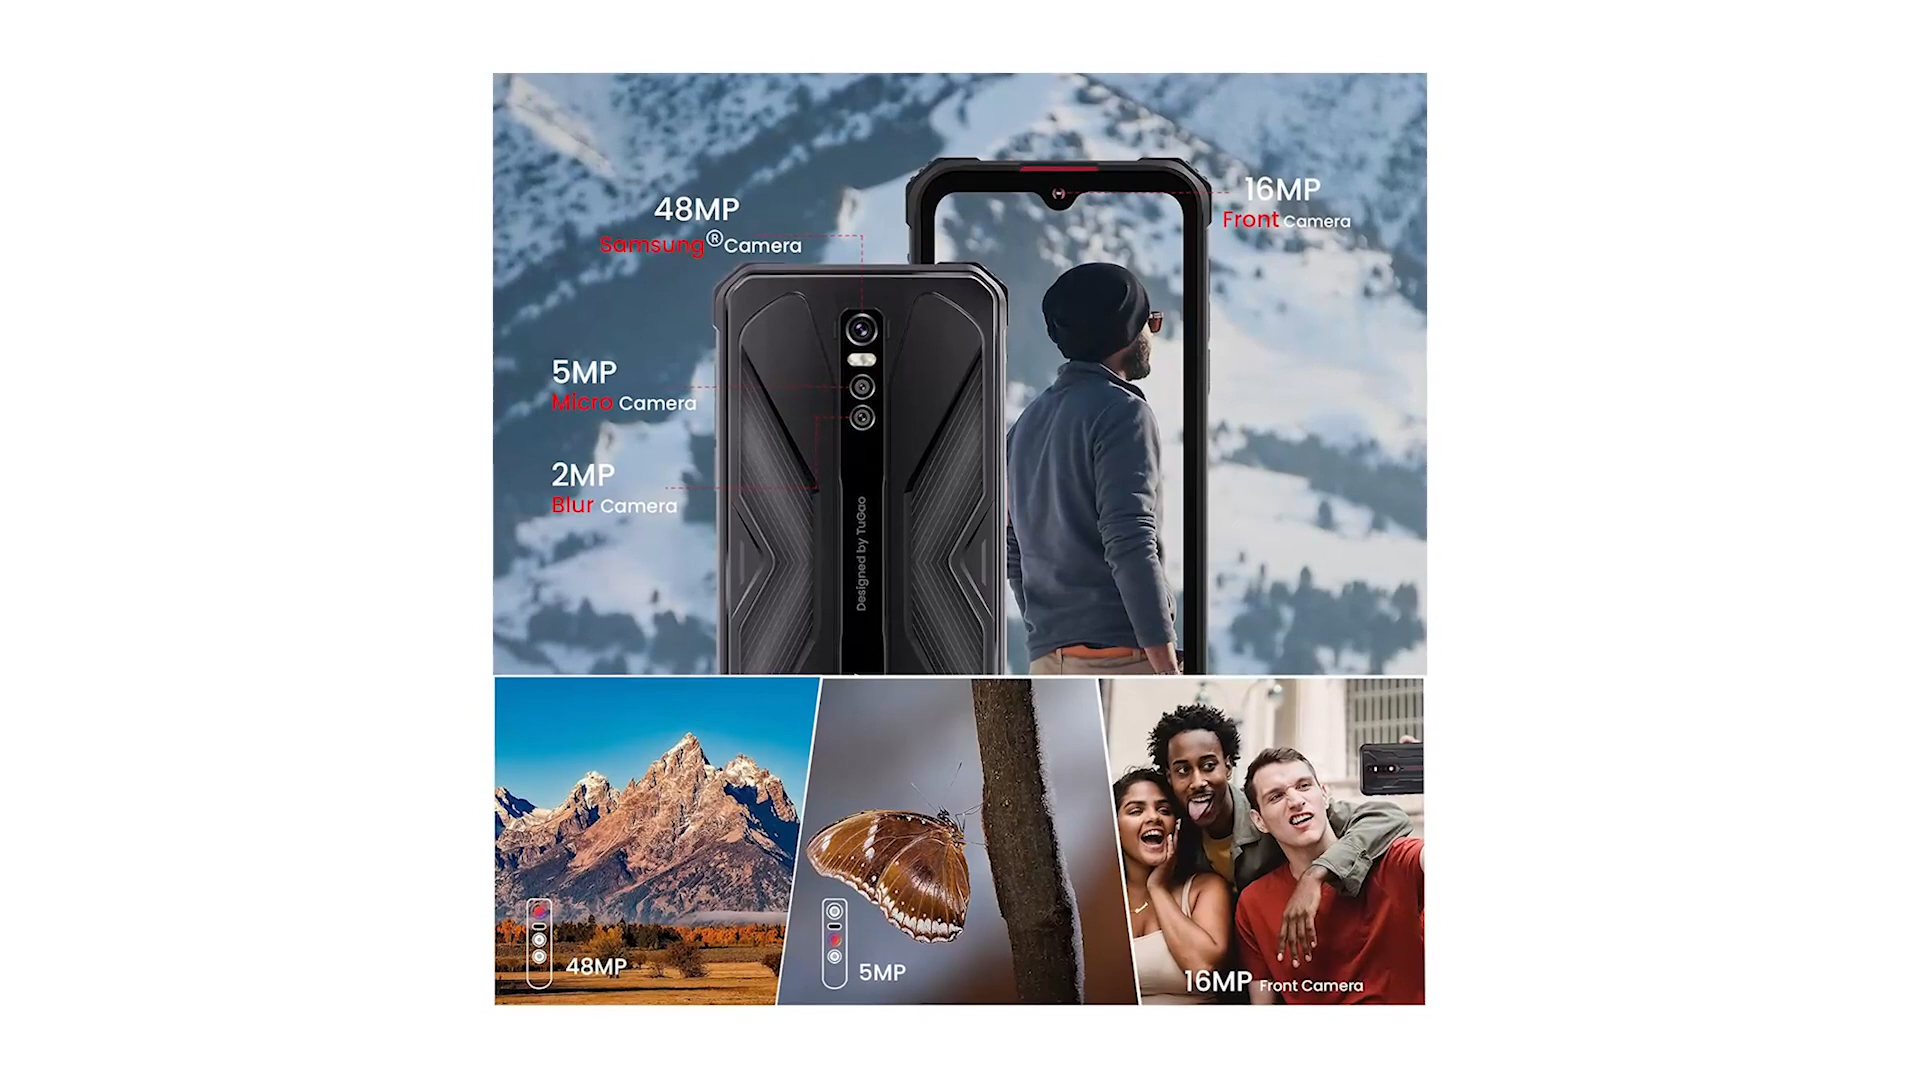 16MP
Front Camera
48MP
Samsung® Camera
5MP
Micro Camera
2MP
Blur Camera
Designed by TuGao
48MP
5MP
16MP Front Camera